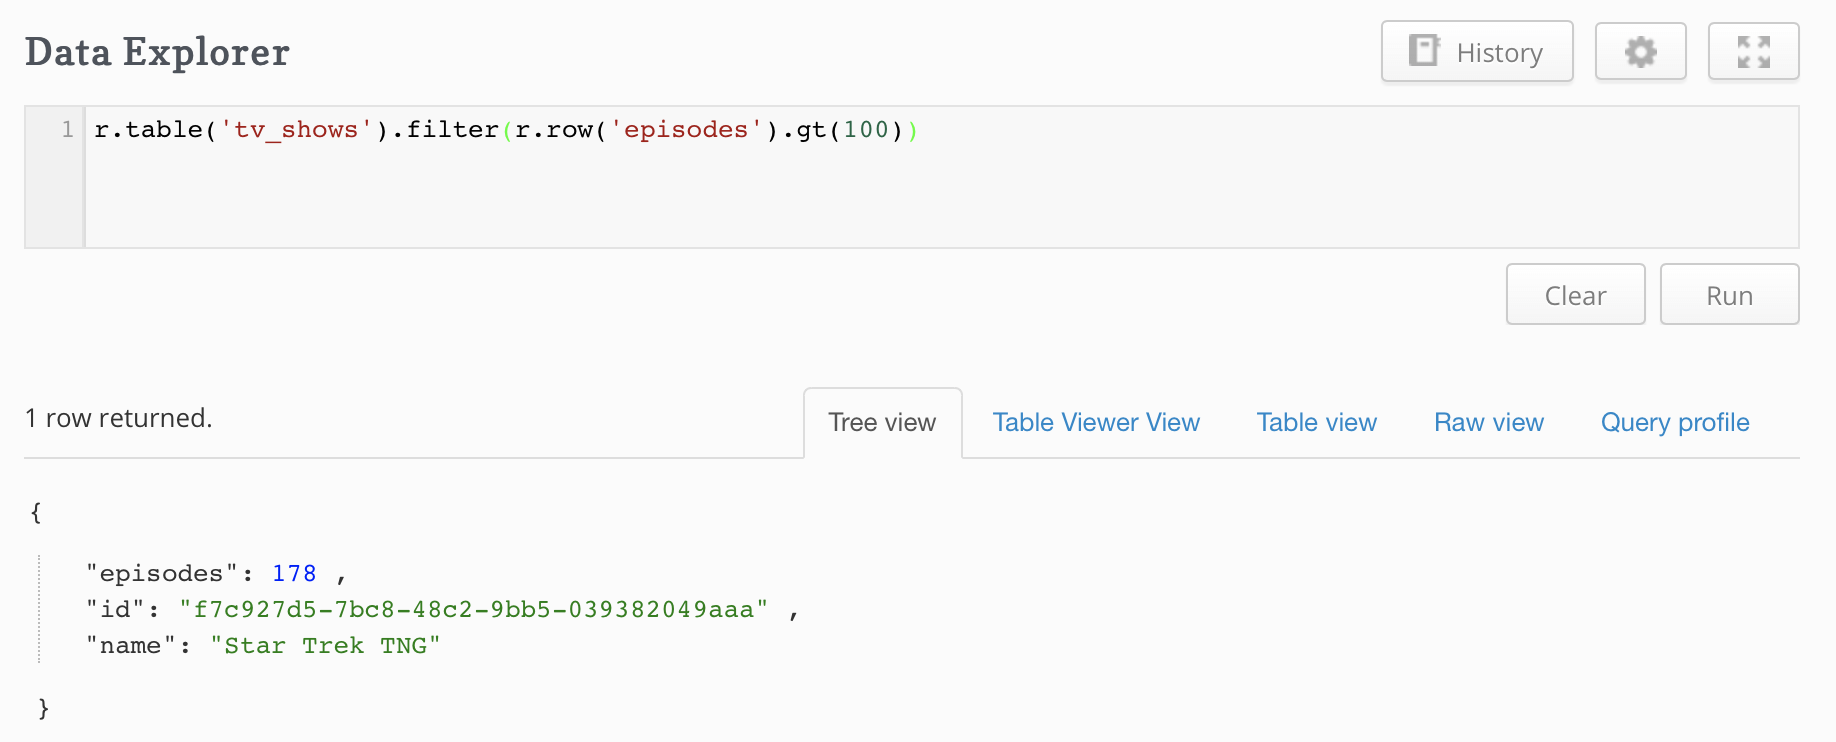 Data Explorer
History
1 r.table('tv_shows').filter(r.row('episodes').gt(100))
Clear
Run
1 row returned.
Tree view
Table Viewer View
Table view
Raw view
Query profile
{
"episodes": 178 ,
"id": "f7c927d5-7bc8-48c2-9bb5-039382049aaa" ,
"name": "Star Trek TNG"
}